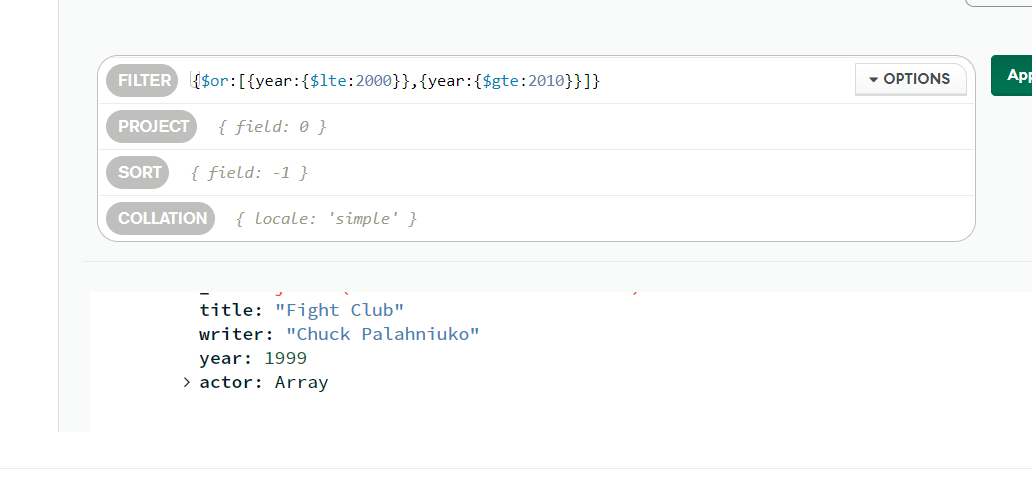 FILTER {$or:[{year:{$lte:2000}},{year:{$gte:2010}}]} OPTIONS App
PROJECT { field: 0 }
SORT { field: -1 }
COLLATION { locale: 'simple' }
title: "Fight Club"
writer: "Chuck Palahniuko"
year: 1999
> actor: Array